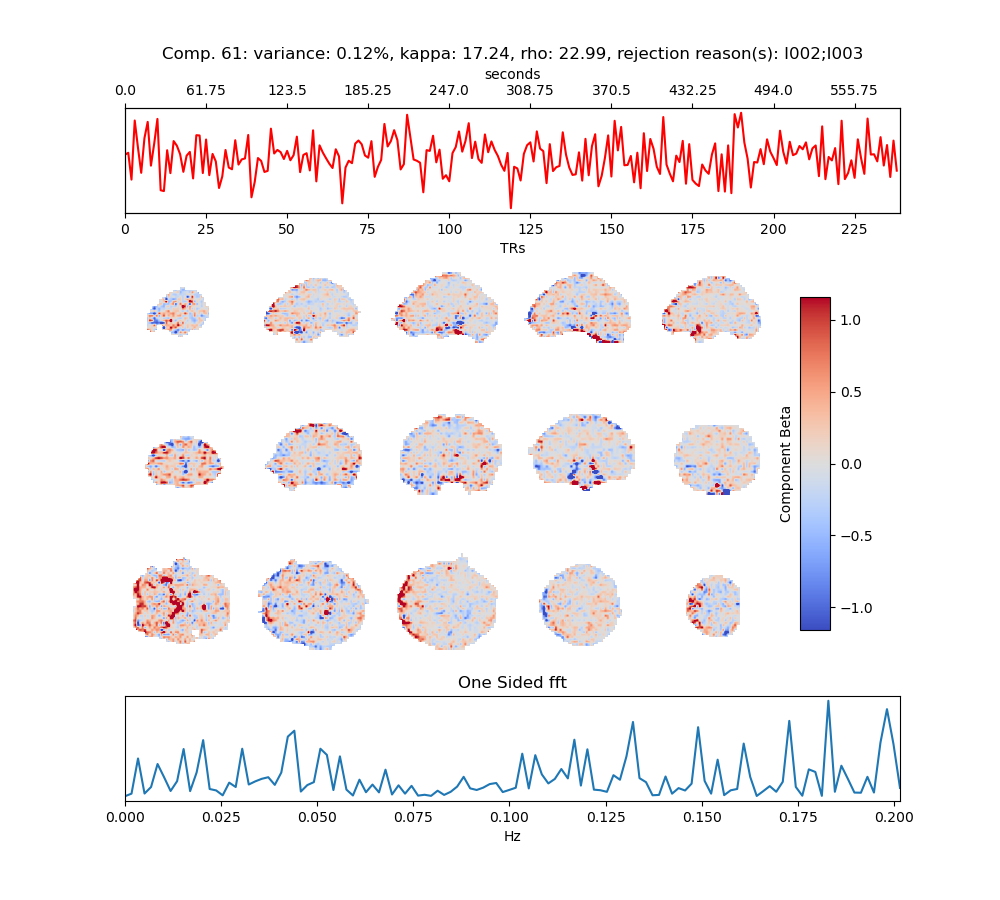 Comp. 61: variance: 0.12%, kappa: 17.24, rho: 22.99, rejection reason(s): I002;I003
seconds
0.0 61.75 123.5 185.25 247.0 308.75 370.5 432.25 494.0 555.75
0 25 50 75 100 125 150 175 200 225
TRs
1.0
0.5
0.0
−0.5
−1.0
Component Beta
One Sided fft
0.000 0.025 0.050 0.075 0.100 0.125 0.150 0.175 0.200
Hz